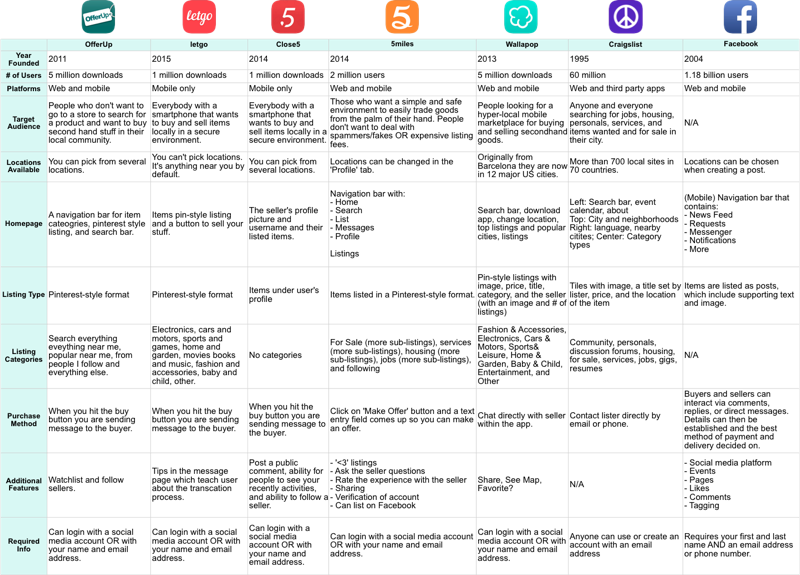 OfferUp
letgo
5
5
OfferUp
letgo
Close5
5miles
Wallapop
Craigslist
Facebook
Year
Founded
2011
2015
2014
2014
2013
1995
2004
# of Users
5 million downloads
1 million downloads
1 million downloads
2 million users
5 million downloads
60 million
1.18 billion users
Platforms
Web and mobile
Mobile only
Mobile only
Web and mobile
Web and mobile
Web and third party apps
Web and mobile
Target
Audience
People who don't want to
go to a store to search for
a product and want to buy
second hand stuff in their
local community.
Everybody with a
smartphone that wants
to buy and sell items
locally in a secure
environment.
Everybody with a
smartphone that
wants to buy and
sell items locally in a
secure environment.
Those who want a simple and safe
environment to easily trade goods
from the palm of their hand. People
don't want to deal with
spammers/fakes OR expensive listing
fees.
People looking for a
hyper-local mobile
marketplace for buying
and selling secondhand
goods.
Anyone and everyone
searching for jobs, housing,
personals, services, and
items wanted and for sale in
their city.
N/A
Locations
Available
You can pick from several
locations.
You can't pick locations.
It's anything near you by
default.
You can pick from
several locations.
Locations can be changed in the
'Profile' tab.
Originally from
Barcelona they are now
in 12 major US cities.
More than 700 local sites in
70 countries.
Locations can be chosen
when creating a post.
Homepage
A navigation bar for item
cateogries, pinterest style
listing, and search bar.
Items pin-style listing
and a button to sell your
stuff.
The seller's profile
picture and
username and their
listed items.
Navigation bar with:
- Home
- Search
- List
- Messages
- Profile
Listings
Search bar, download
app, change location,
top listings and popular
cities, listings
Left: Search bar, event
calendar, about
Top: City and neighborhoods
Right: language, nearby
citites; Center: Category
types
(Mobile) Navigation bar that
contains:
- News Feed
- Requests
- Messenger
- Notifications
- More
Listing Type
Pinterest-style format
Pinterest-style format
Items under user's
profile
Items listed in a Pinterest-style format.
Pin-style listings with
image, price, title,
category, and the seller
(with an image and # of
listings)
Tiles with image, a title set by
lister, price, and the location
of the item
Items are listed as posts,
which include supporting text
and image.
Listing
Categories
Search everything
eveything near me,
popular near me, from
people I follow and
everything else.
Electronics, cars and
motors, sports and
games, home and
garden, movies books
and music, fashion and
accessories, baby and
child, other.
No categories
For Sale (more sub-listings), services
(more sub-listings), housing (more
sub-listings), jobs (more sub-listings),
and following
Fashion & Accessories,
Electronics, Cars &
Motors, Sports&
Leisure, Home &
Garden, Baby & Child,
Entertainment, and
Other
Community, personals,
discussion forums, housing,
for sale, services, jobs, gigs,
resumes
N/A
Purchase
Method
When you hit the buy
button you are sending
message to the buyer.
When you hit the buy
button you are sending
message to the buyer.
When you hit the
buy button you are
sending message to
the buyer.
Click on 'Make Offer' button and a text
entry field comes up so you can make
an offer.
Chat directly with seller
within the app.
Contact lister directly by
email or phone.
Buyers and sellers can
interact via comments,
replies, or direct messages.
Details can then be
established and the best
method of payment and
delivery decided on.
Additional
Features
Watchlist and follow
sellers.
Tips in the message
page which teach user
about the transcation
process.
Post a public
comment, ability for
people to see your
recently activities,
and ability to follow a
seller.
- '<3' listings
- Ask the seller questions
- Rate the experience with the seller
- Sharing
- Verification of account
- Can list on Facebook
Share, See Map,
Favorite?
N/A
- Social media platform
- Events
- Pages
- Likes
- Comments
- Tagging
Required
Info
Can login with a social
media account OR with
your name and email
address.
Can login with a social
media account OR with
your name and email
address.
Can login with a
social media
account OR with
your name and
email address.
Can login with a social media account
OR with your name and email
address.
Can login with a social
media account OR with
your name and email
address.
Anyone can use or create an
account with an email
address
Requires your first and last
name AND an email address
or phone number.